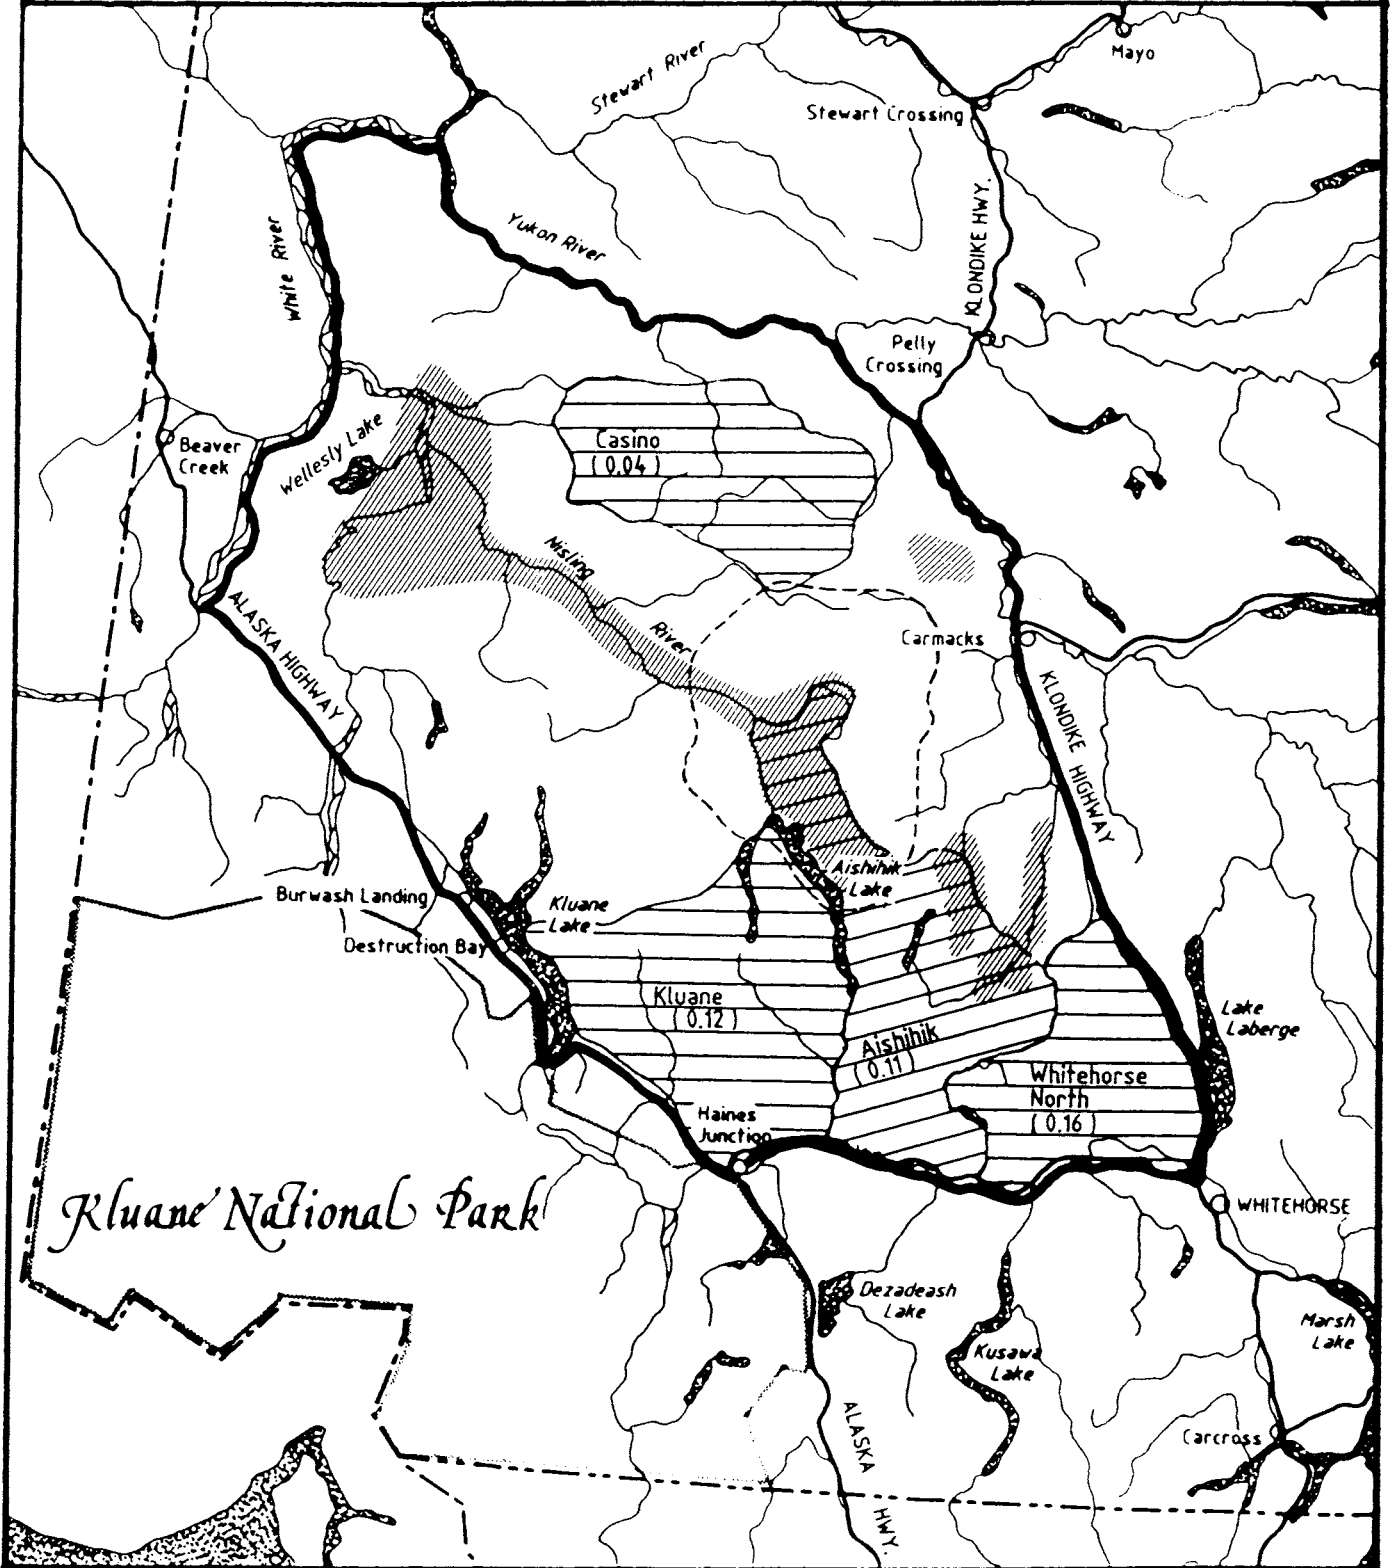 Mayo
Stewart River
Stewart Crossing
KLONDIKE HWY.
White River
Yukon River
Pelly
Crossing
Beaver
Creek
Wellesly Lake
Casino
(0.04)
Nisling
River
ALASKA HIGHWAY
Carmacks
KLONDIKE HIGHWAY
Aishihik
Lake
Burwash Landing
Kluane
Lake
Destruction Bay
Kluane
(0.12)
Aishihik
(0.11)
Lake
Laberge
Whitehorse
North
(0.16)
Haines
Junction
Kluane National Park
WHITEHORSE
Dezadeash
Lake
Kusawa
Lake
Marsh
Lake
ALASKA HWY.
Carcross